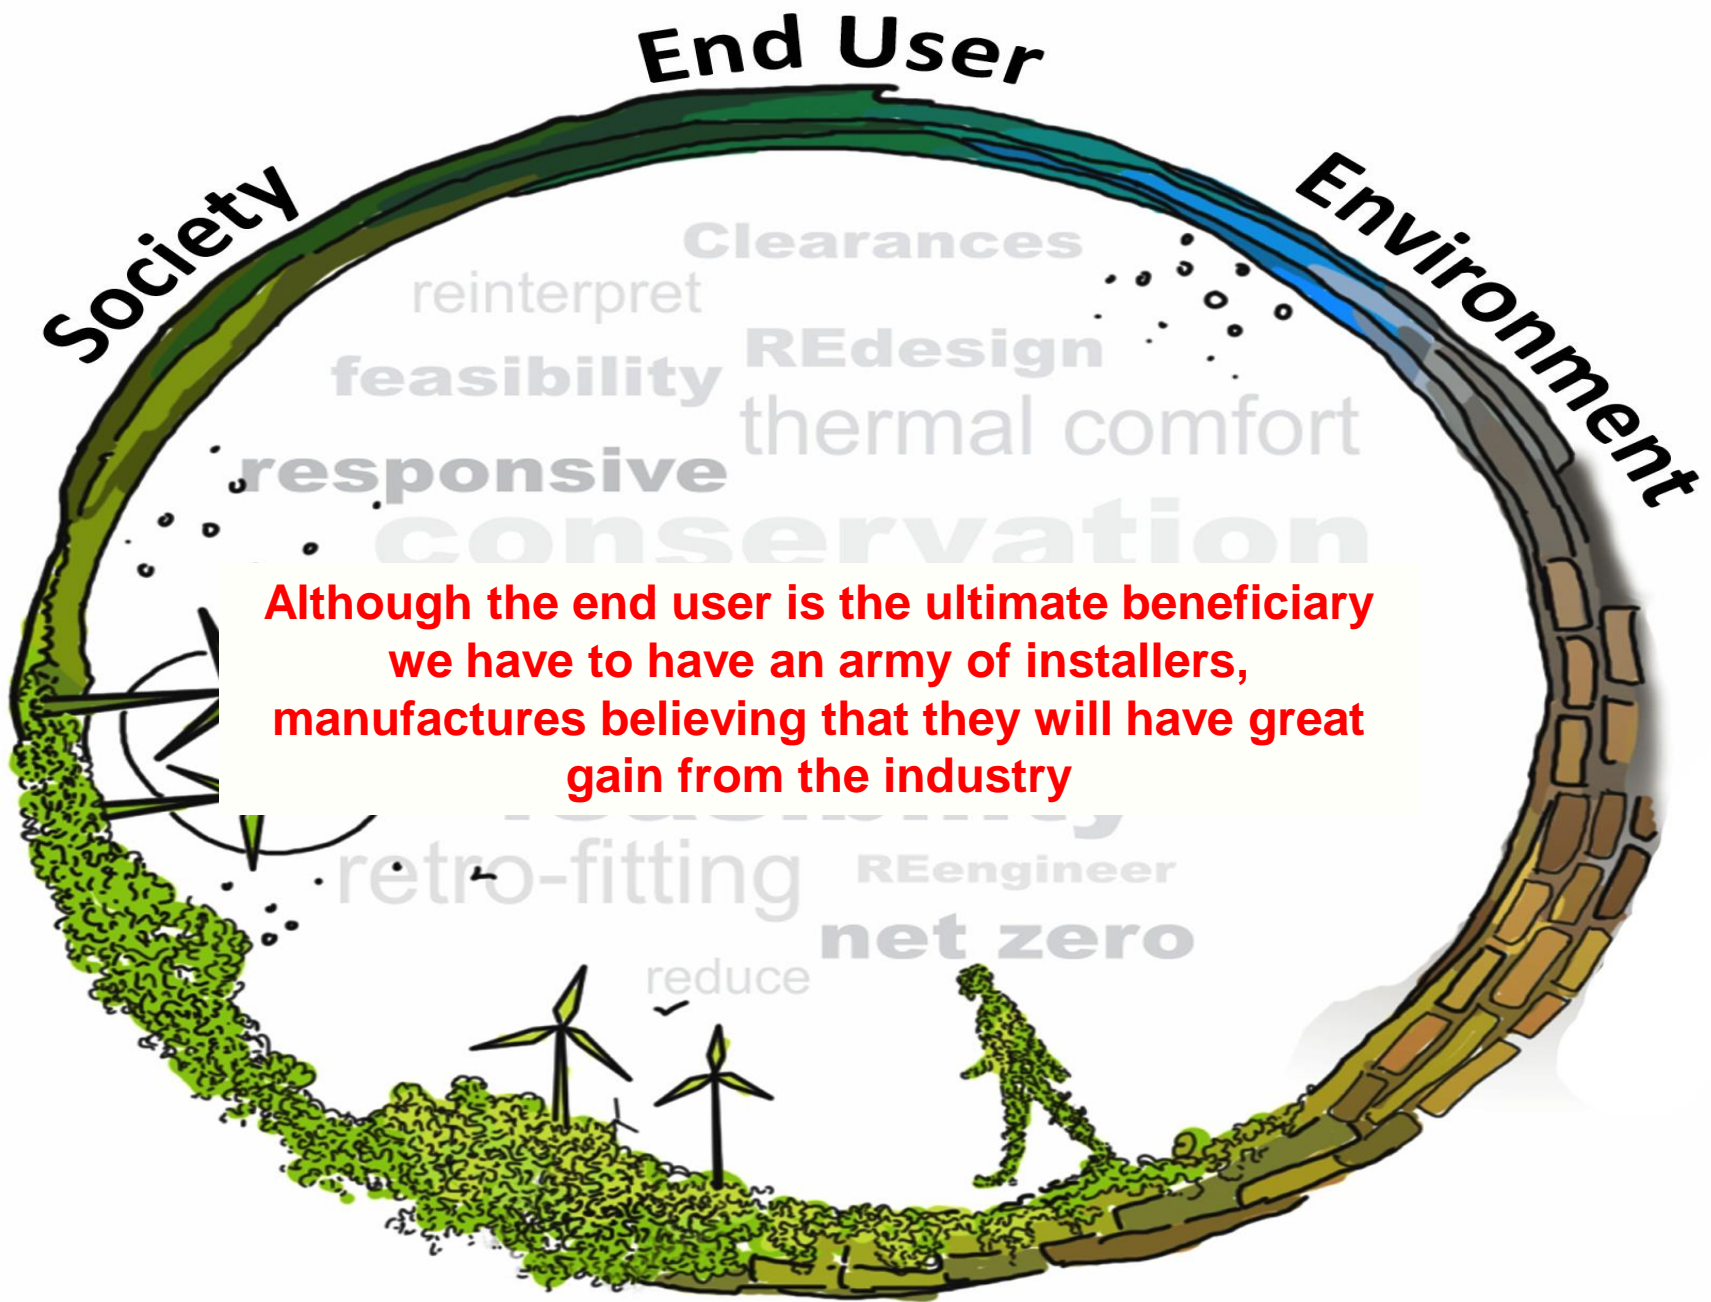 End User
Society
Environment
Clearances
reinterpret
REdesign
feasibility
thermal comfort
responsive
conservation
Although the end user is the ultimate beneficiary
we have to have an army of installers,
manufactures believing that they will have great
gain from the industry
retro-fitting
REengineer
net zero
reduce